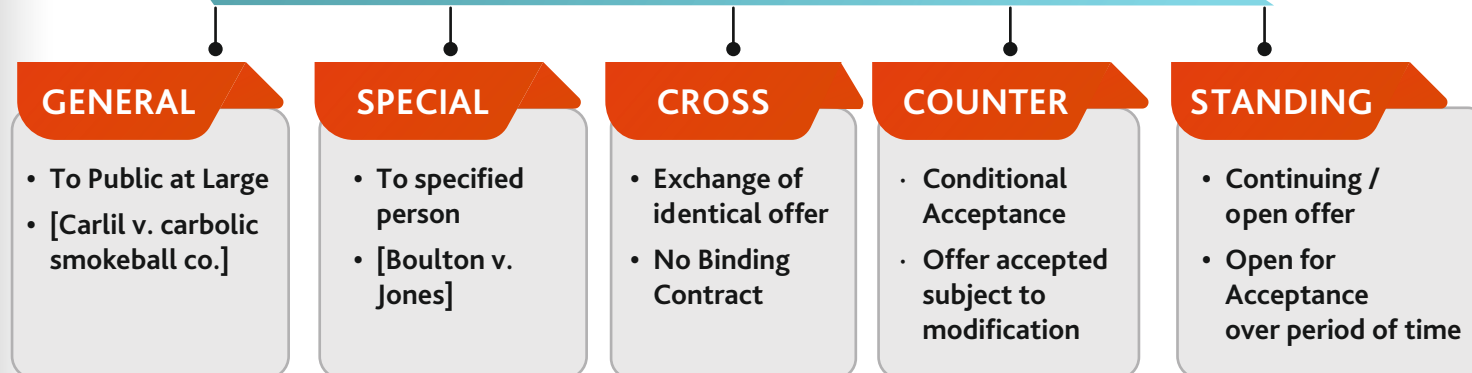 GENERAL
• To Public at Large
• [Carlil v. carbolic
smokeball co.]
SPECIAL
• To specified
person
• [Boulton v.
Jones]
CROSS
• Exchange of
identical offer
• No Binding
Contract
COUNTER
· Conditional
Acceptance
· Offer accepted
subject to
modification
STANDING
• Continuing /
open offer
• Open for
Acceptance
over period of time